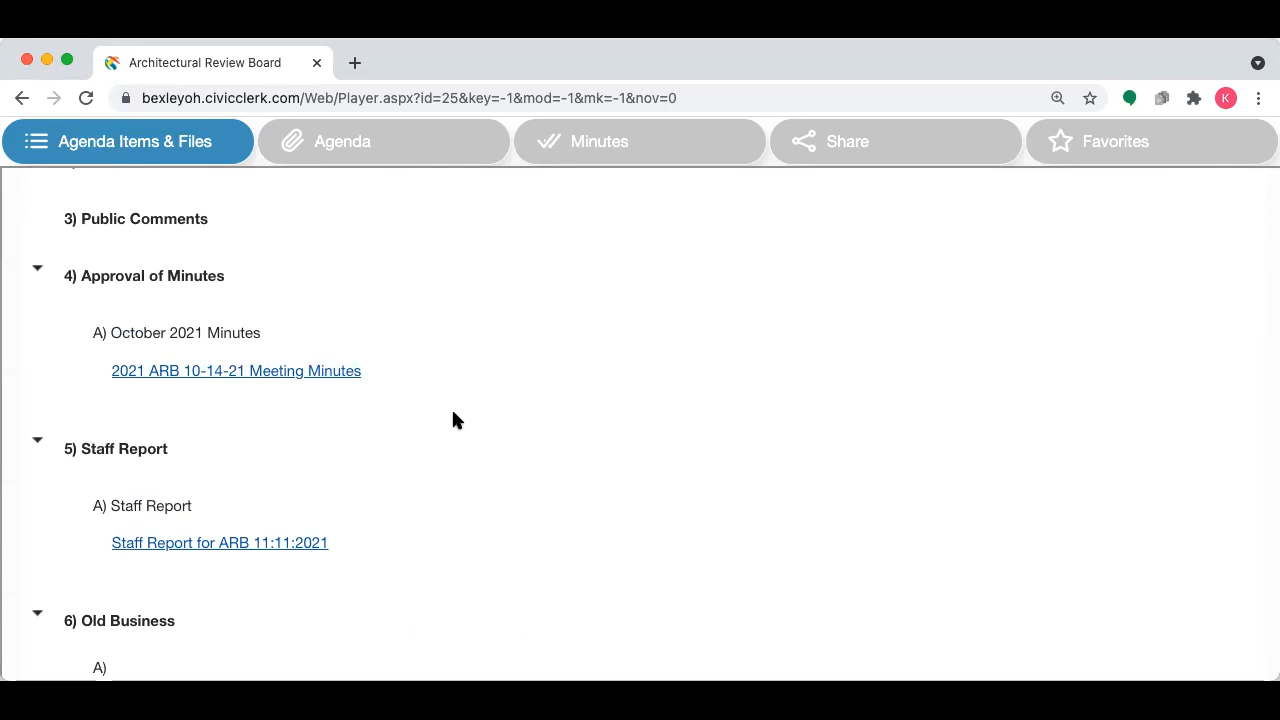 Architectural Review Board
bexleyoh.civicclerk.com/Web/Player.aspx?id=25&key=-1&mod=-1&mk=-1&nov=0
K
Agenda Items & Files
Agenda
Minutes
Share
Favorites
3) Public Comments
4) Approval of Minutes
A) October 2021 Minutes
2021 ARB 10-14-21 Meeting Minutes
5) Staff Report
A) Staff Report
Staff Report for ARB 11:11:2021
6) Old Business
A)